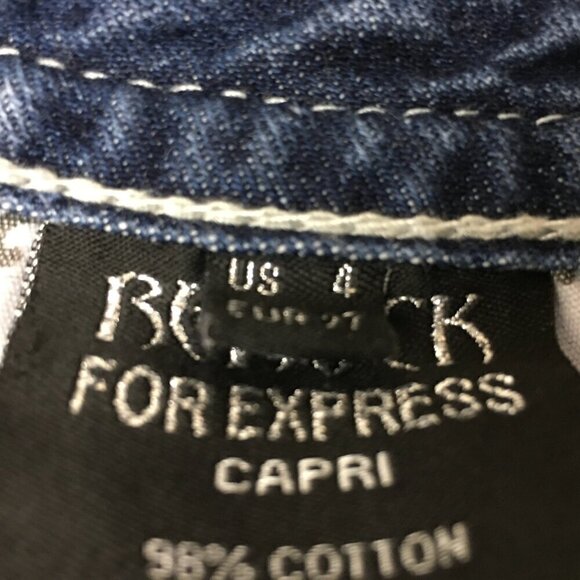 US 4
FOR EXPRESS
CAPRI
98% COTTON